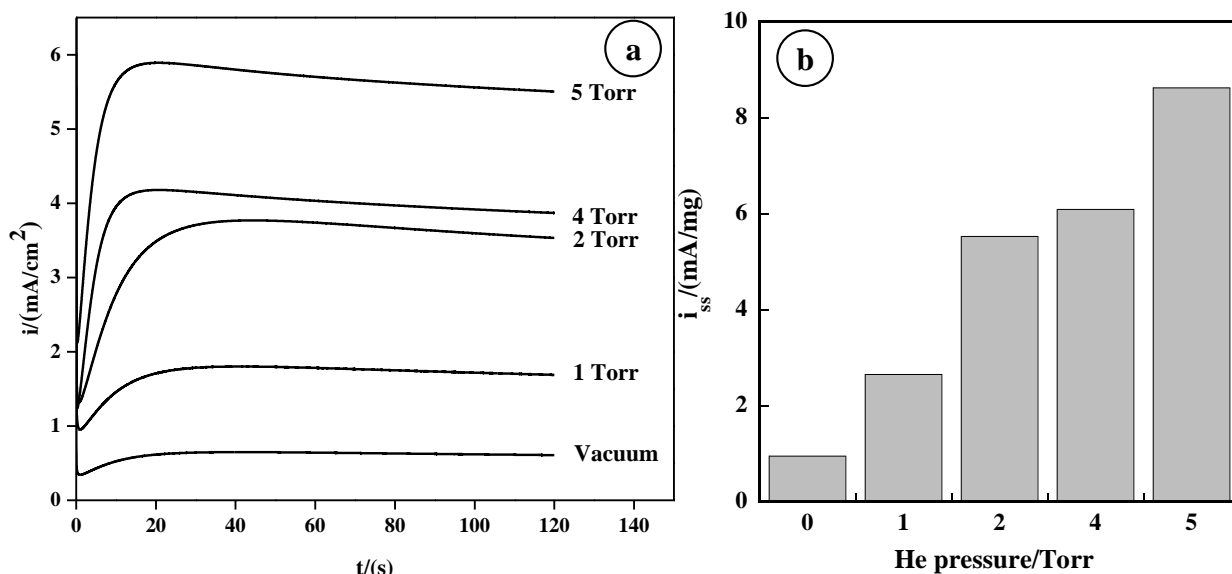 a
6
5
4
3
2
1
0
i/(mA/cm²)
5 Torr
4 Torr
2 Torr
1 Torr
Vacuum
0 20 40 60 80 100 120 140
t/(s)
b
10
8
6
4
2
0
i_ss/(mA/mg)
0 1 2 4 5
He pressure/Torr